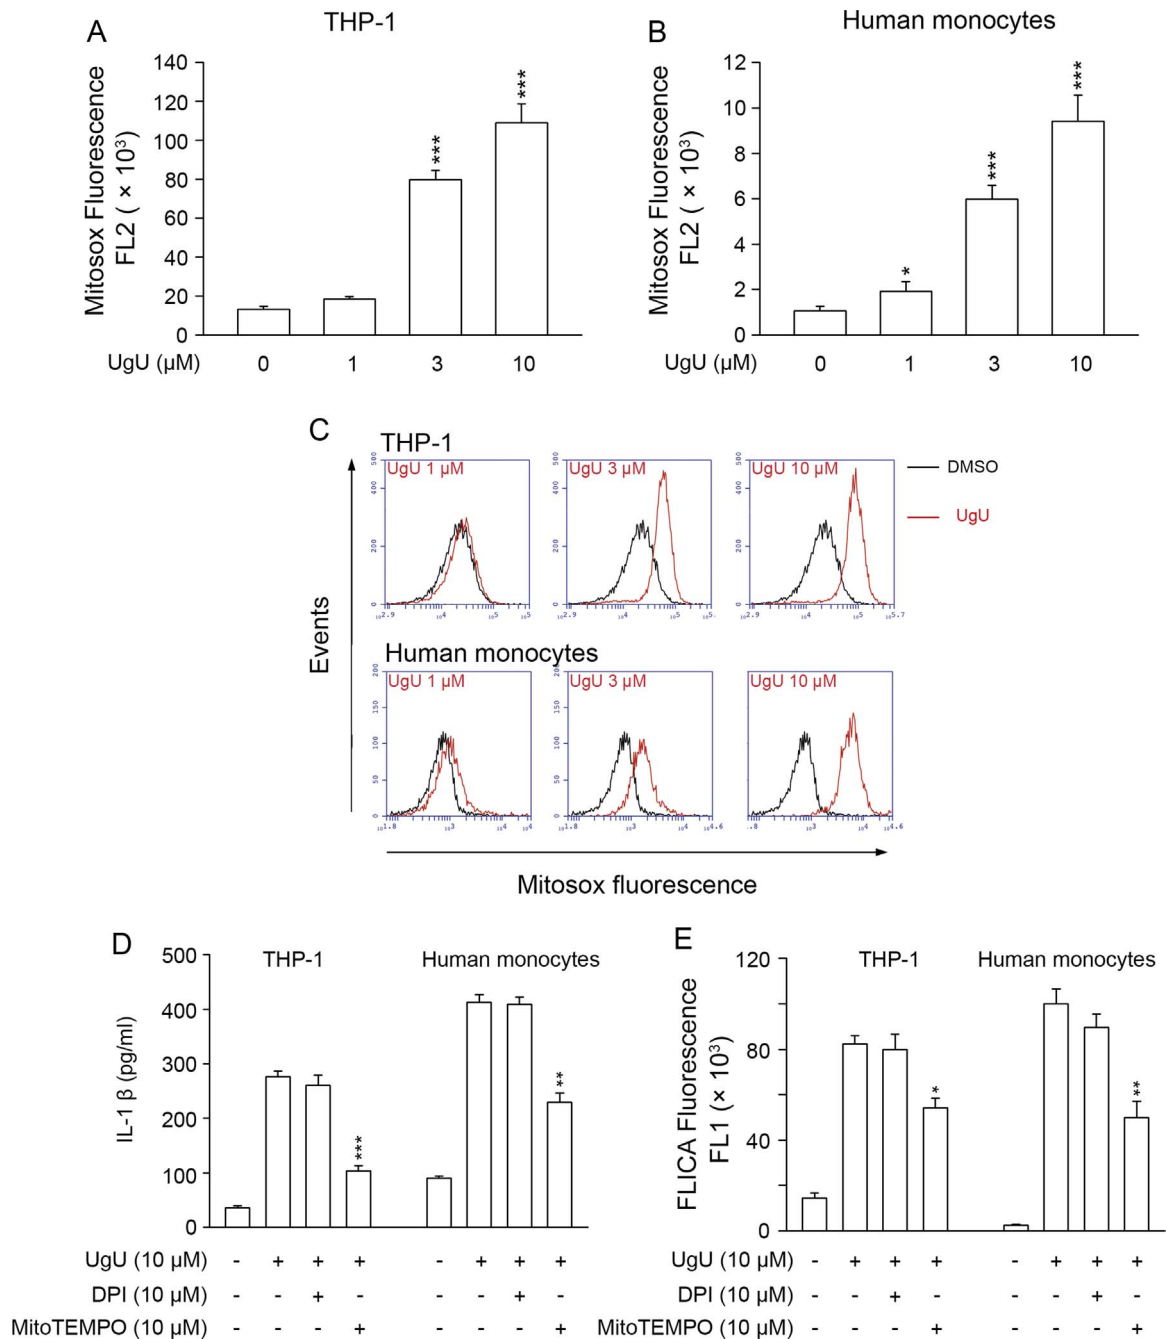 A
THP-1
Mitosox Fluorescence
FL2 ( × 10³)
140
120
100
80
60
40
20
0
***
***
UgU (µM)
0
1
3
10
B
Human monocytes
Mitosox Fluorescence
FL2 ( × 10³)
12
10
8
6
4
2
0
*
***
***
UgU (µM)
0
1
3
10
C
THP-1
UgU 1 µM
UgU 3 µM
UgU 10 µM
DMSO
UgU
Events
Human monocytes
UgU 1 µM
UgU 3 µM
UgU 10 µM
Mitosox fluorescence
D
THP-1
Human monocytes
IL-1 β (pg/ml)
500
400
300
200
100
0
***
**
UgU (10 µM) - + + + - + + +
DPI (10 µM) - - + - - - + -
MitoTEMPO (10 µM) - - - + - - - +
E
THP-1
Human monocytes
FLICA Fluorescence
FL1 (× 10³)
120
80
40
0
*
**
UgU (10 µM) - + + + - + + +
DPI (10 µM) - - + - - - + -
MitoTEMPO (10 µM) - - - + - - - +